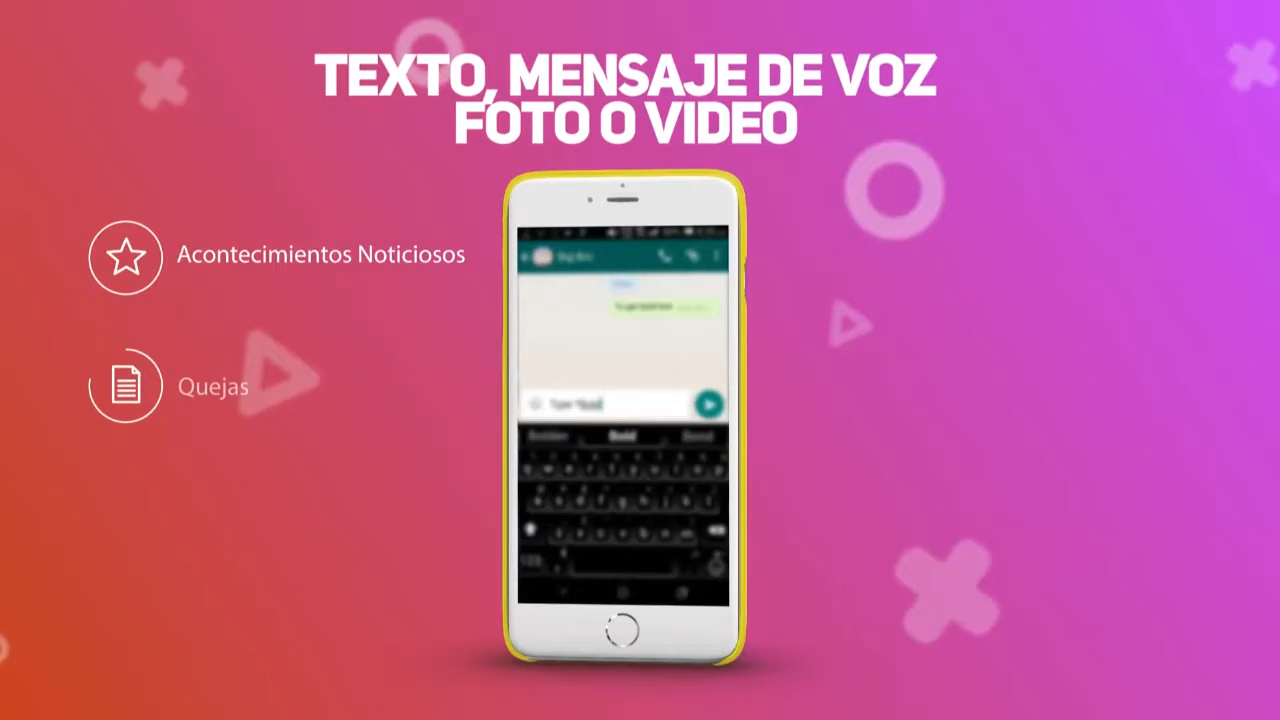 TEXTO, MENSAJE DE VOZ
FOTO O VIDEO
Acontecimientos Noticiosos
Quejas